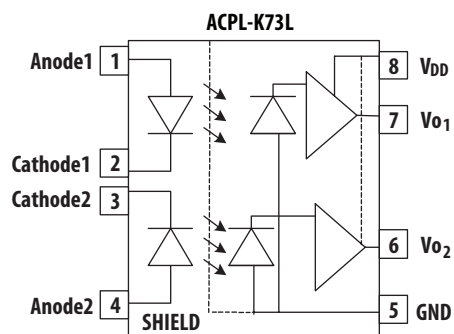 ACPL-K73L
Anode1 1
8 VDD
7 Vo1
Cathode1 2
Cathode2 3
6 Vo2
Anode2 4
5 GND
SHIELD